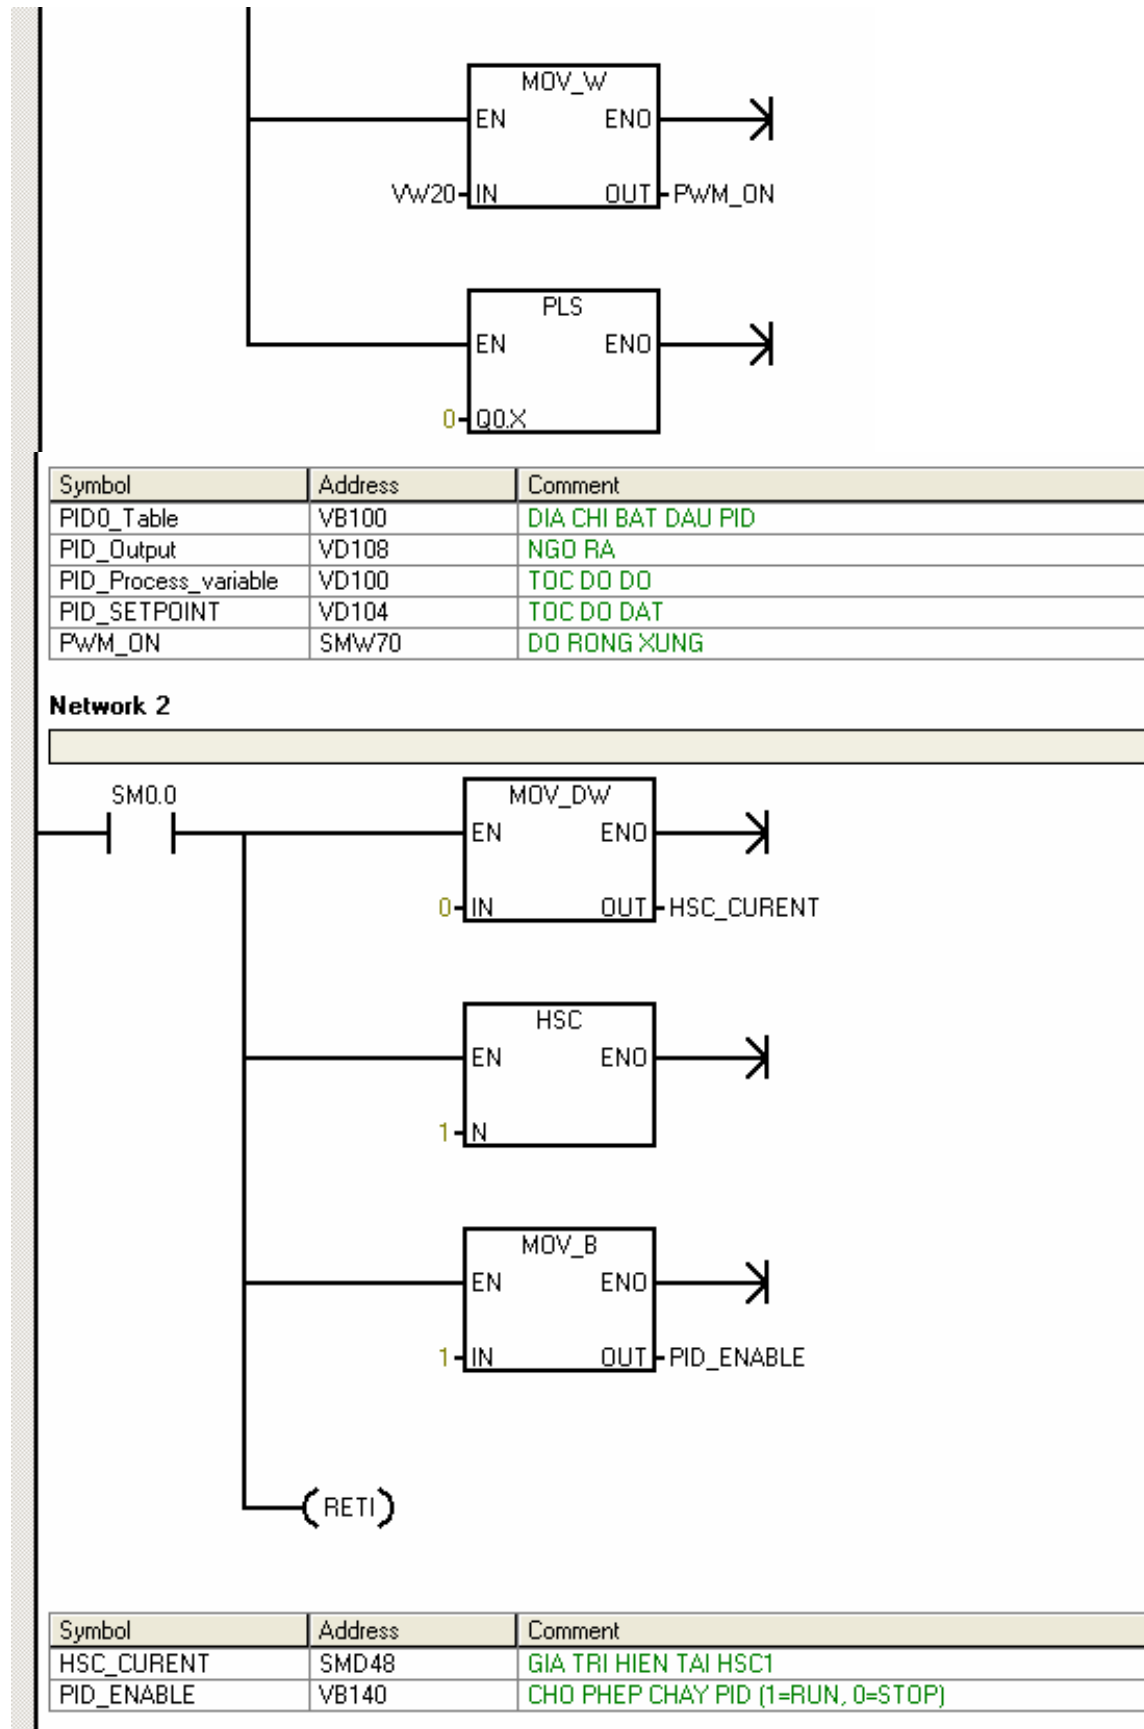 MOV_W
EN ENO
VW20 IN OUT PWM_ON
PLS
EN ENO
0 Q0.X
Symbol Address Comment
PID0_Table VB100 DIA CHI BAT DAU PID
PID_Output VD108 NGO RA
PID_Process_variable VD100 TOC DO DO
PID_SETPOINT VD104 TOC DO DAT
PWM_ON SMW70 DO RONG XUNG
Network 2
SM0.0
MOV_DW
EN ENO
0 IN OUT HSC_CURENT
HSC
EN ENO
1 N
MOV_B
EN ENO
1 IN OUT PID_ENABLE
RETI
Symbol Address Comment
HSC_CURENT SMD48 GIA TRI HIEN TAI HSC1
PID_ENABLE VB140 CHO PHEP CHAY PID (1=RUN, 0=STOP)